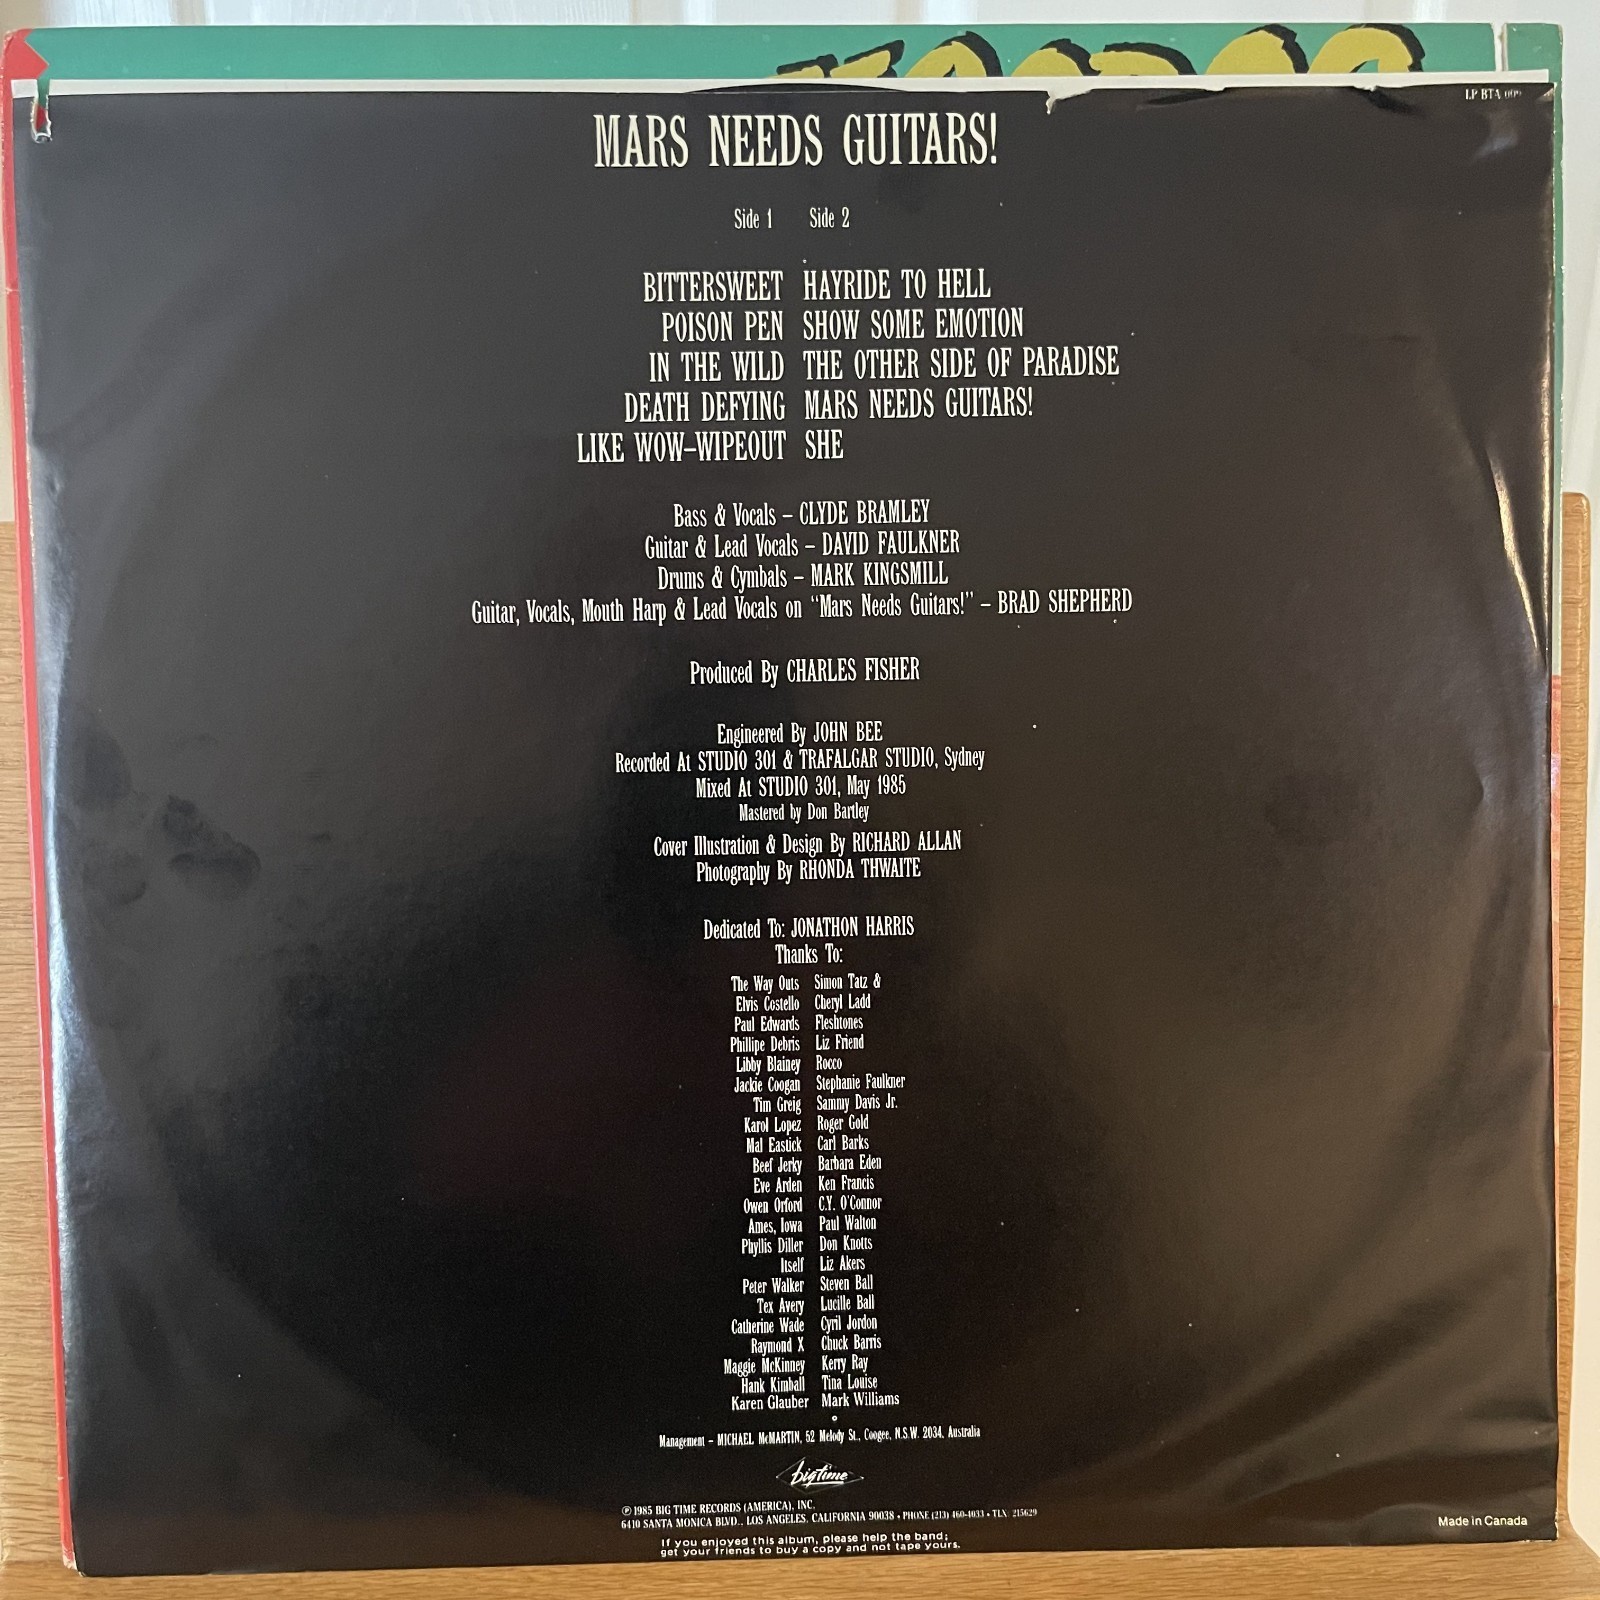 LP BTA 009
MARS NEEDS GUITARS!
Side 1 Side 2
BITTERSWEET HAYRIDE TO HELL
POISON PEN SHOW SOME EMOTION
IN THE WILD THE OTHER SIDE OF PARADISE
DEATH DEFYING MARS NEEDS GUITARS!
LIKE WOW–WIPEOUT SHE
Bass & Vocals – CLYDE BRAMLEY
Guitar & Lead Vocals – DAVID FAULKNER
Drums & Cymbals – MARK KINGSMILL
Guitar, Vocals, Mouth Harp & Lead Vocals on “Mars Needs Guitars!” – BRAD SHEPHERD
Produced By CHARLES FISHER
Engineered By JOHN BEE
Recorded At STUDIO 301 & TRAFALGAR STUDIO, Sydney
Mixed At STUDIO 301, May 1985
Mastered by Don Bartley
Cover Illustration & Design By RICHARD ALLAN
Photography By RHONDA THWAITE
Dedicated To: JONATHON HARRIS
Thanks To:
The Way Outs Simon Tatz &
Elvis Costello Cheryl Ladd
Paul Edwards Fleshtones
Phillipe Debris Liz Friend
Libby Blainey Rocco
Jackie Coogan Stephanie Faulkner
Tim Greig Sammy Davis Jr.
Karol Lopez Roger Gold
Mal Eastick Carl Barks
Beef Jerky Barbara Eden
Eve Arden Ken Francis
Owen Orford C.Y. O'Connor
Ames, Iowa Paul Walton
Phyllis Diller Don Knotts
Itself Liz Akers
Peter Walker Steven Ball
Tex Avery Lucille Ball
Catherine Wade Cyril Jordon
Raymond X Chuck Barris
Maggie McKinney Kerry Ray
Hank Kimball Tina Louise
Karen Glauber Mark Williams
Management – MICHAEL McMARTIN, 52 Melody St., Coogee, N.S.W. 2034, Australia
big time
℗ 1985 BIG TIME RECORDS (AMERICA), INC.
6410 SANTA MONICA BLVD., LOS ANGELES, CALIFORNIA 90038 • PHONE (213) 460-4033 • TLX: 215629
If you enjoyed this album, please help the band;
get your friends to buy a copy and not tape yours.
Made in Canada